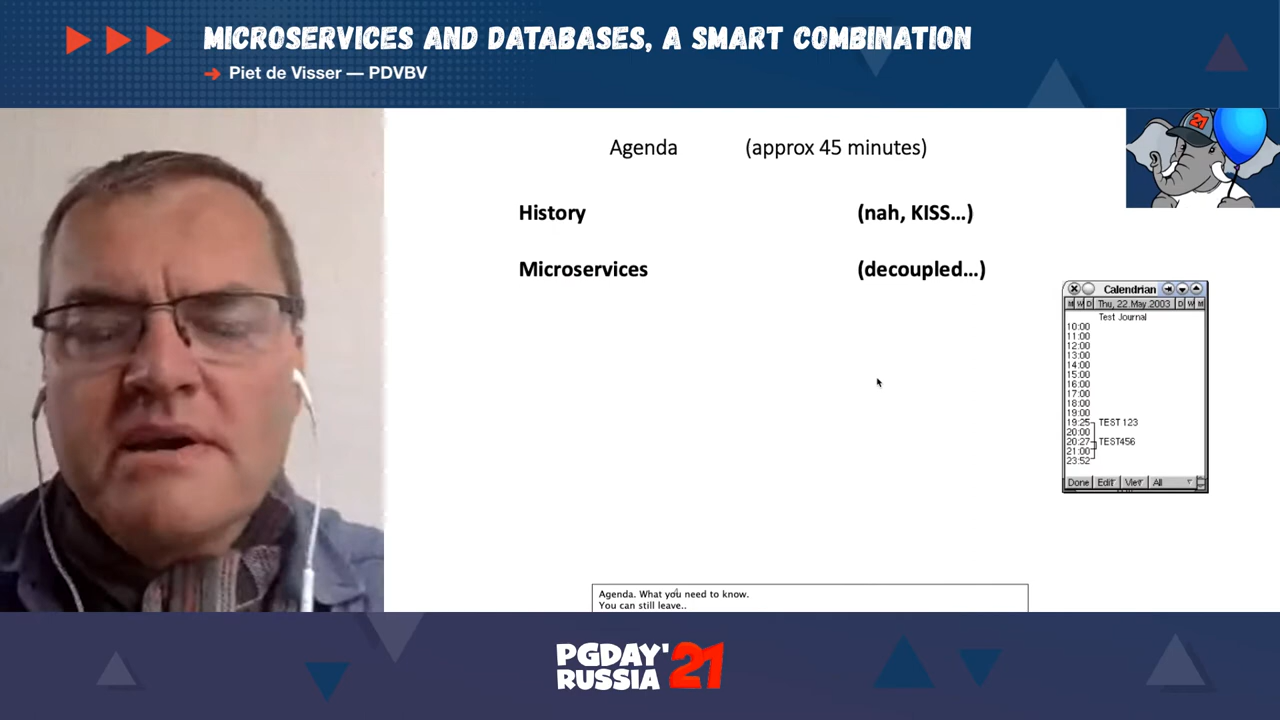 MICROSERVICES AND DATABASES, A SMART COMBINATION
Piet de Visser — PDVBV
Agenda (approx 45 minutes)
21
History (nah, KISS...)
Microservices (decoupled...)
Calendrian
M W D Thu, 22 May 2003 D W M
Test Journal
10:00
11:00
12:00
13:00
14:00
15:00
16:00
17:00
18:00
19:00
19:25 TEST 123
20:00
20:27 TEST456
21:00
23:52
Done Edit View All
Agenda. What you need to know.
You can still leave..
PGDAY'21
RUSSIA